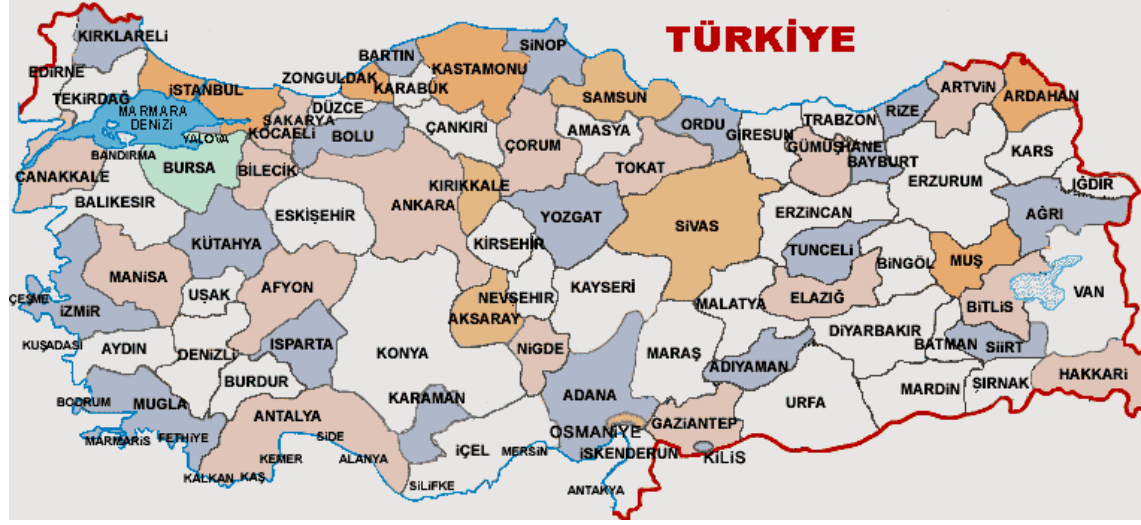 TÜRKİYE
KIRKLARELİ
EDİRNE
TEKİRDAĞ
İSTANBUL
MARMARA
DENİZİ
YALOVA
BANDIRMA
KOCAELİ
SAKARYA
DÜZCE
ZONGULDAK
BARTIN
KARABÜK
KASTAMONU
SİNOP
SAMSUN
ÇANKIRI
BOLU
ÇORUM
AMASYA
TOKAT
ORDU
GİRESUN
TRABZON
RİZE
ARTVİN
ARDAHAN
GÜMÜŞHANE
BAYBURT
KARS
IĞDIR
ERZURUM
AĞRI
ÇANAKKALE
BALIKESİR
BURSA
BİLECİK
ESKİŞEHİR
ANKARA
KIRIKKALE
YOZGAT
SİVAS
ERZİNCAN
TUNCELİ
BİNGÖL
MUŞ
BİTLİS
VAN
KÜTAHYA
MANİSA
UŞAK
AFYON
KIRSEHİR
NEVŞEHIR
AKSARAY
KAYSERİ
MALATYA
ELAZIĞ
DİYARBAKIR
BATMAN
SİİRT
HAKKARİ
ŞIRNAK
MARDİN
ÇEŞME
İZMİR
KUŞADASI
AYDIN
DENİZLİ
ISPARTA
BURDUR
KONYA
NİGDE
KARAMAN
ADANA
MARAŞ
ADIYAMAN
URFA
GAZİANTEP
KİLİS
OSMANİYE
İSKENDERUN
ANTAKYA
BODRUM
MUGLA
MARMARİS
FETHİYE
ANTALYA
SİDE
KEMER
ALANYA
KALKAN
KAŞ
İÇEL
MERSİN
SİLİFKE